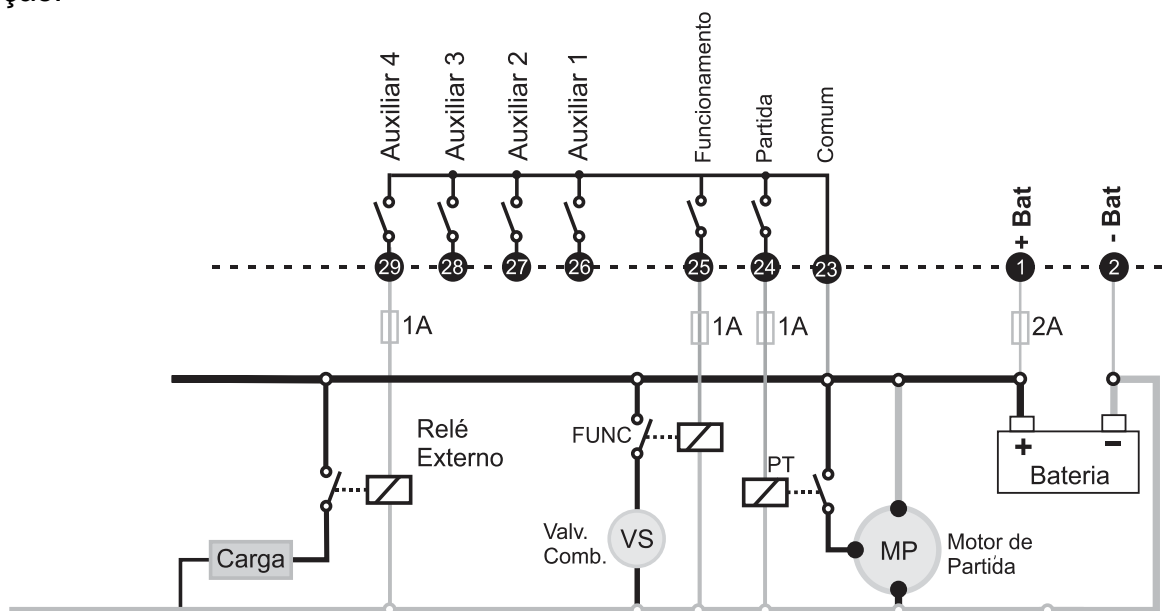 ção.
Auxiliar 4
Auxiliar 3
Auxiliar 2
Auxiliar 1
Funcionamento
Partida
Comum
+ Bat
- Bat
29
28
27
26
25
24
23
1
2
1A
1A
1A
2A
Relé
Externo
FUNC
PT
+
-
Bateria
Carga
Valv.
Comb.
VS
MP
Motor de
Partida